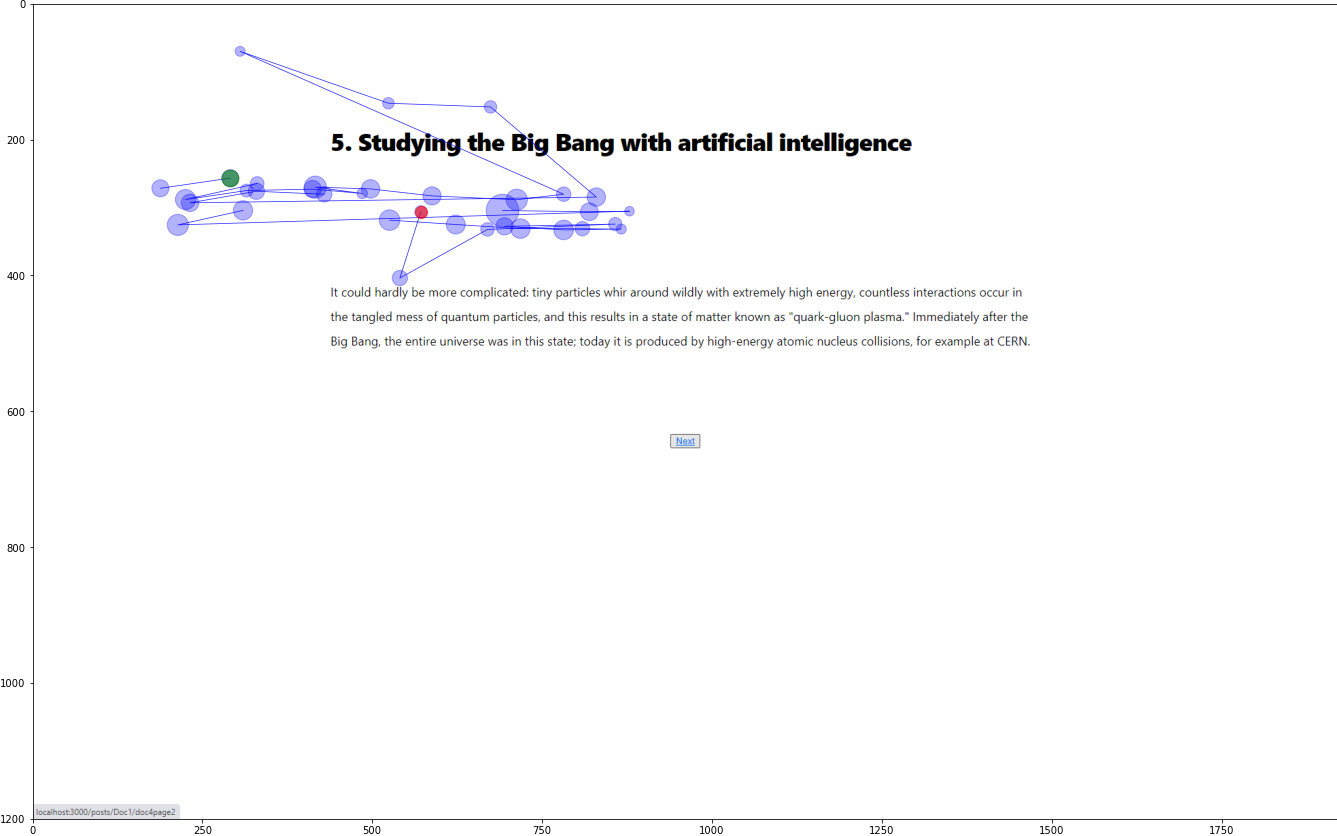 0
200
5. Studying the Big Bang with artificial intelligence
400
It could hardly be more complicated: tiny particles whir around wildly with extremely high energy, countless interactions occur in
the tangled mess of quantum particles, and this results in a state of matter known as "quark-gluon plasma." Immediately after the
Big Bang, the entire universe was in this state; today it is produced by high-energy atomic nucleus collisions, for example at CERN.
600
Next
800
1000
localhost:3000/posts/Doc1/doc4page2
1200
0 250 500 750 1000 1250 1500 1750